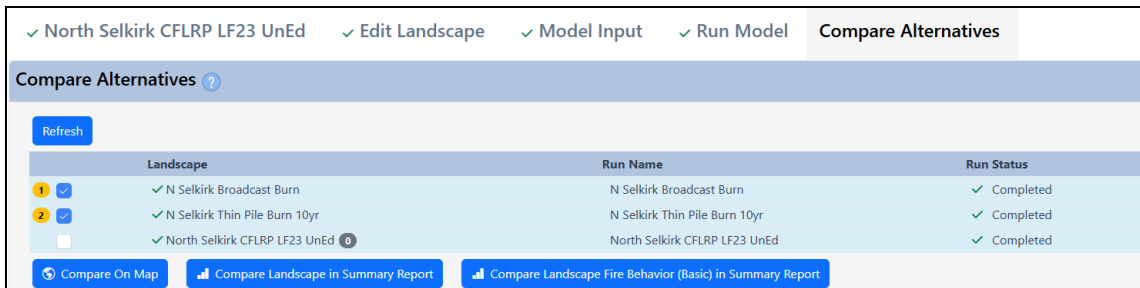 North Selkirk CFLRP LF23 UnEd Edit Landscape Model Input Run Model Compare Alternatives
Compare Alternatives ?
Refresh
Landscape Run Name Run Status
1 N Selkirk Broadcast Burn N Selkirk Broadcast Burn Completed
2 N Selkirk Thin Pile Burn 10yr N Selkirk Thin Pile Burn 10yr Completed
North Selkirk CFLRP LF23 UnEd 0 North Selkirk CFLRP LF23 UnEd Completed
Compare On Map Compare Landscape in Summary Report Compare Landscape Fire Behavior (Basic) in Summary Report